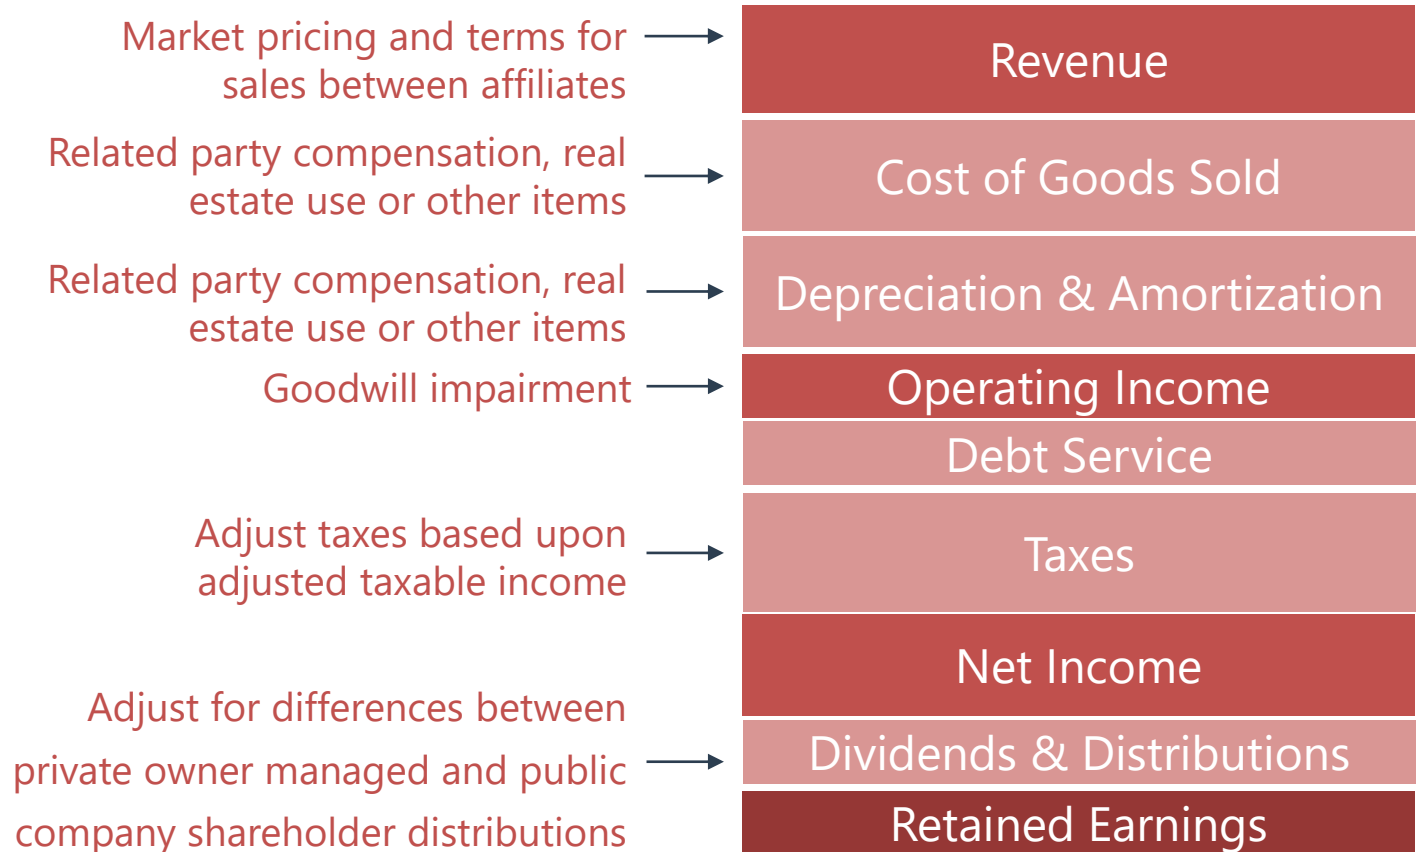 Market pricing and terms for
sales between affiliates
Revenue
Related party compensation, real
estate use or other items
Cost of Goods Sold
Related party compensation, real
estate use or other items
Depreciation & Amortization
Goodwill impairment
Operating Income
Debt Service
Adjust taxes based upon
adjusted taxable income
Taxes
Net Income
Adjust for differences between
private owner managed and public
company shareholder distributions
Dividends & Distributions
Retained Earnings